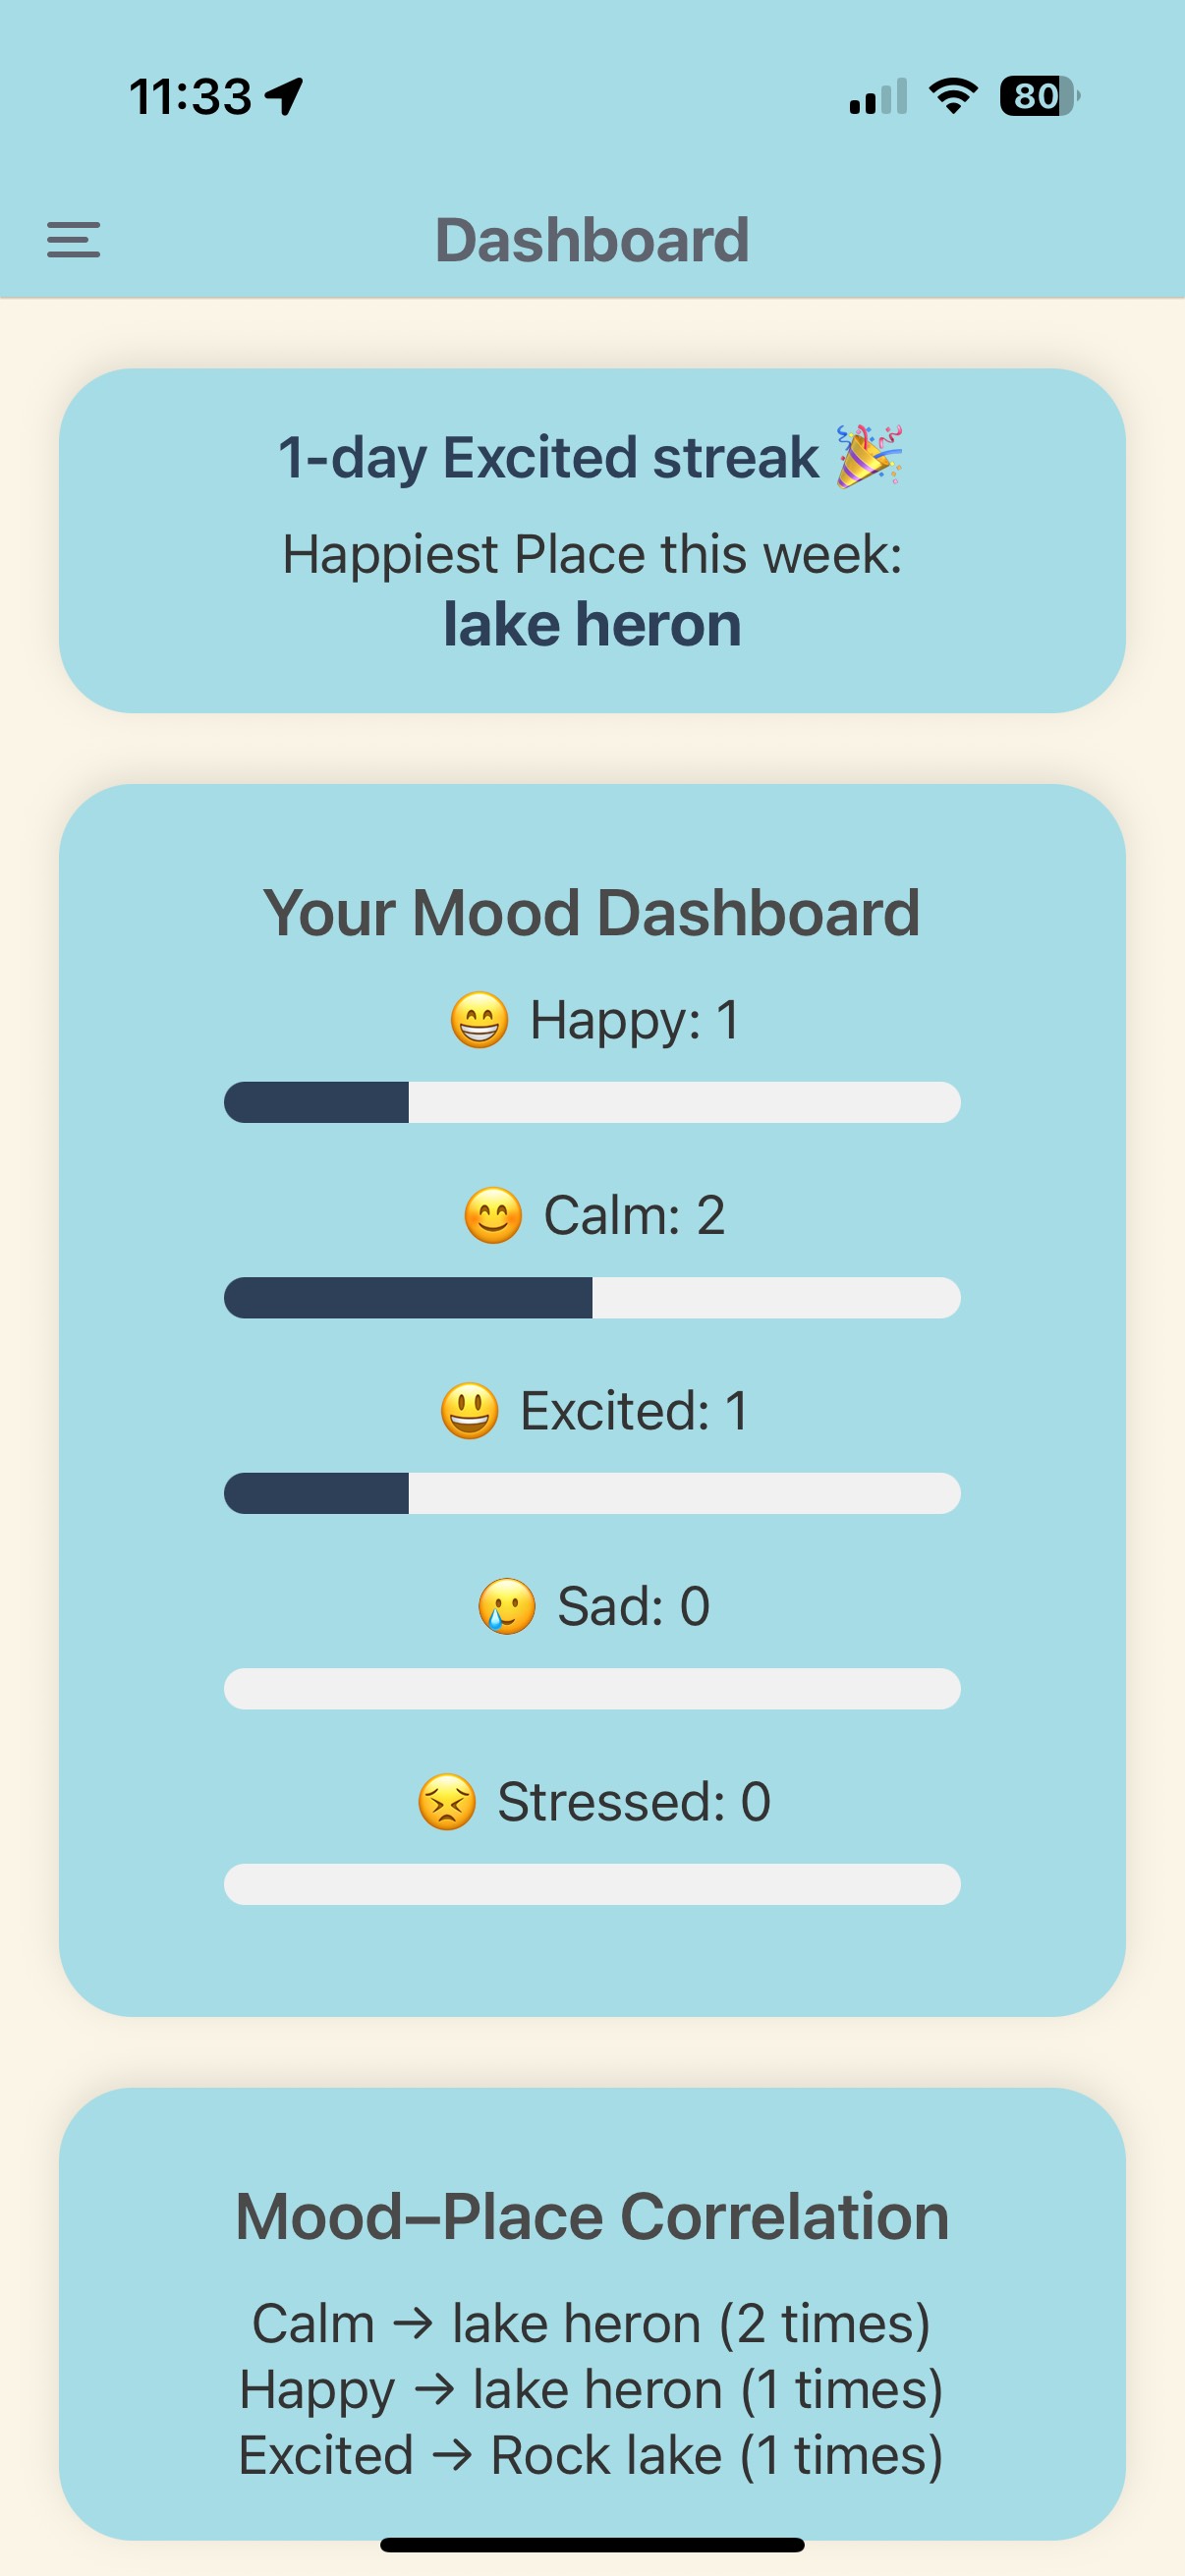 11:33
80
Dashboard
1-day Excited streak 🎉
Happiest Place this week:
lake heron
Your Mood Dashboard
😁 Happy: 1
😊 Calm: 2
😃 Excited: 1
🥲 Sad: 0
😣 Stressed: 0
Mood–Place Correlation
Calm → lake heron (2 times)
Happy → lake heron (1 times)
Excited → Rock lake (1 times)